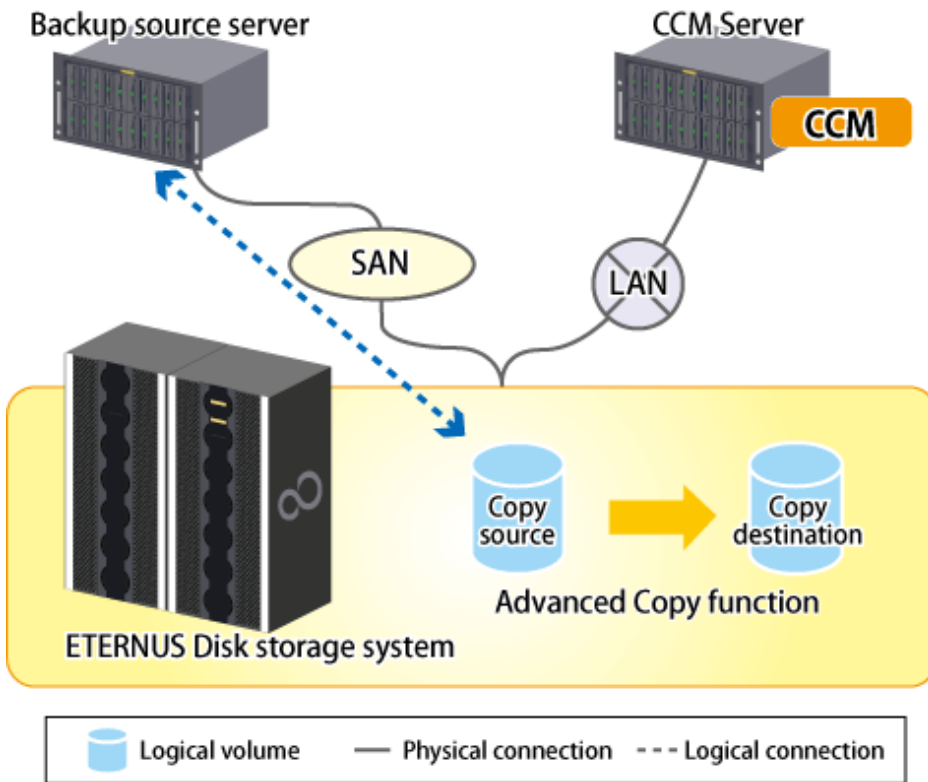 Backup source server
CCM Server
CCM
SAN
LAN
Copy
source
Copy
destination
Advanced Copy function
ETERNUS Disk storage system
Logical volume
Physical connection
Logical connection